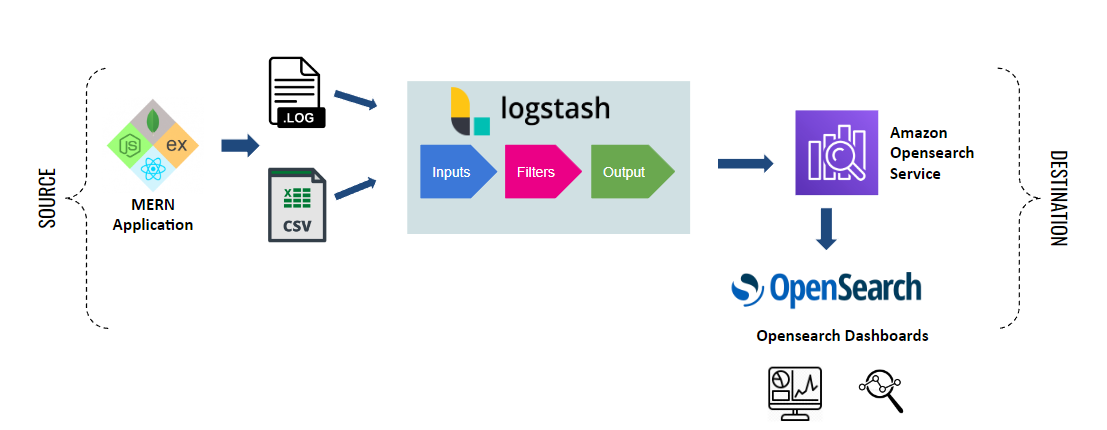 SOURCE
JS
ex
MERN
Application
.LOG
X
CSV
logstash
Inputs
Filters
Output
Amazon
Opensearch
Service
OpenSearch
Opensearch Dashboards
DESTINATION